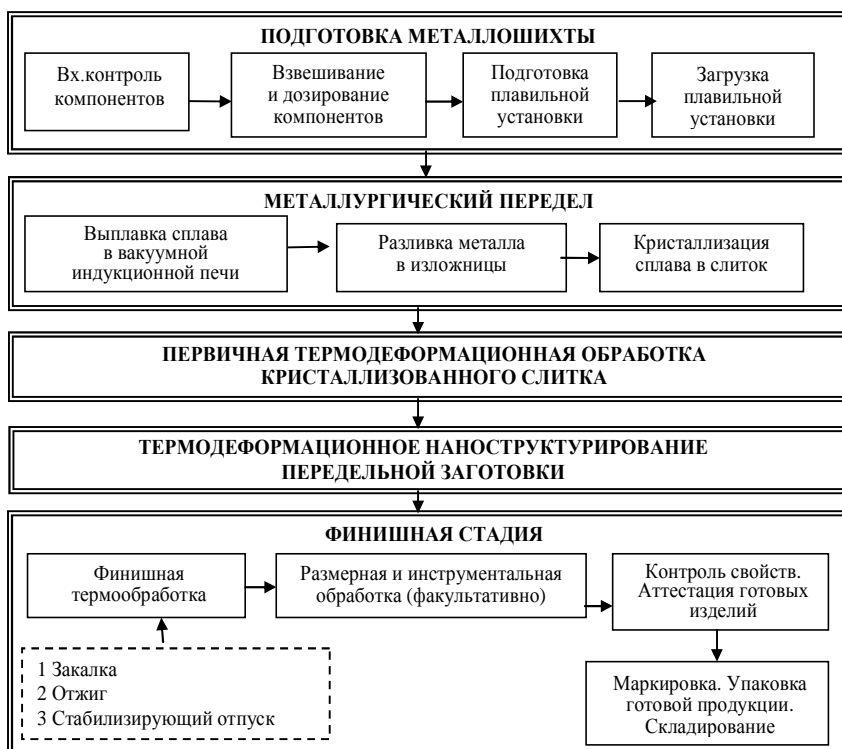 ПОДГОТОВКА МЕТАЛЛОШИХТЫ
Вх.контроль
компонентов
Взвешивание
и дозирование
компонентов
Подготовка
плавильной
установки
Загрузка
плавильной
установки
МЕТАЛЛУРГИЧЕСКИЙ ПЕРЕДЕЛ
Выплавка сплава
в вакуумной
индукционной печи
Разливка металла
в изложницы
Кристаллизация
сплава в слиток
ПЕРВИЧНАЯ ТЕРМОДЕФОРМАЦИОННАЯ ОБРАБОТКА
КРИСТАЛЛИЗОВАННОГО СЛИТКА
ТЕРМОДЕФОРМАЦИОННОЕ НАНОСТРУКТУРИРОВАНИЕ
ПЕРЕДЕЛЬНОЙ ЗАГОТОВКИ
ФИНИШНАЯ СТАДИЯ
Финишная
термообработка
Размерная и инструментальная
обработка (факультативно)
Контроль свойств.
Аттестация готовых
изделий
1 Закалка
2 Отжиг
3 Стабилизирующий отпуск
Маркировка. Упаковка
готовой продукции.
Складирование